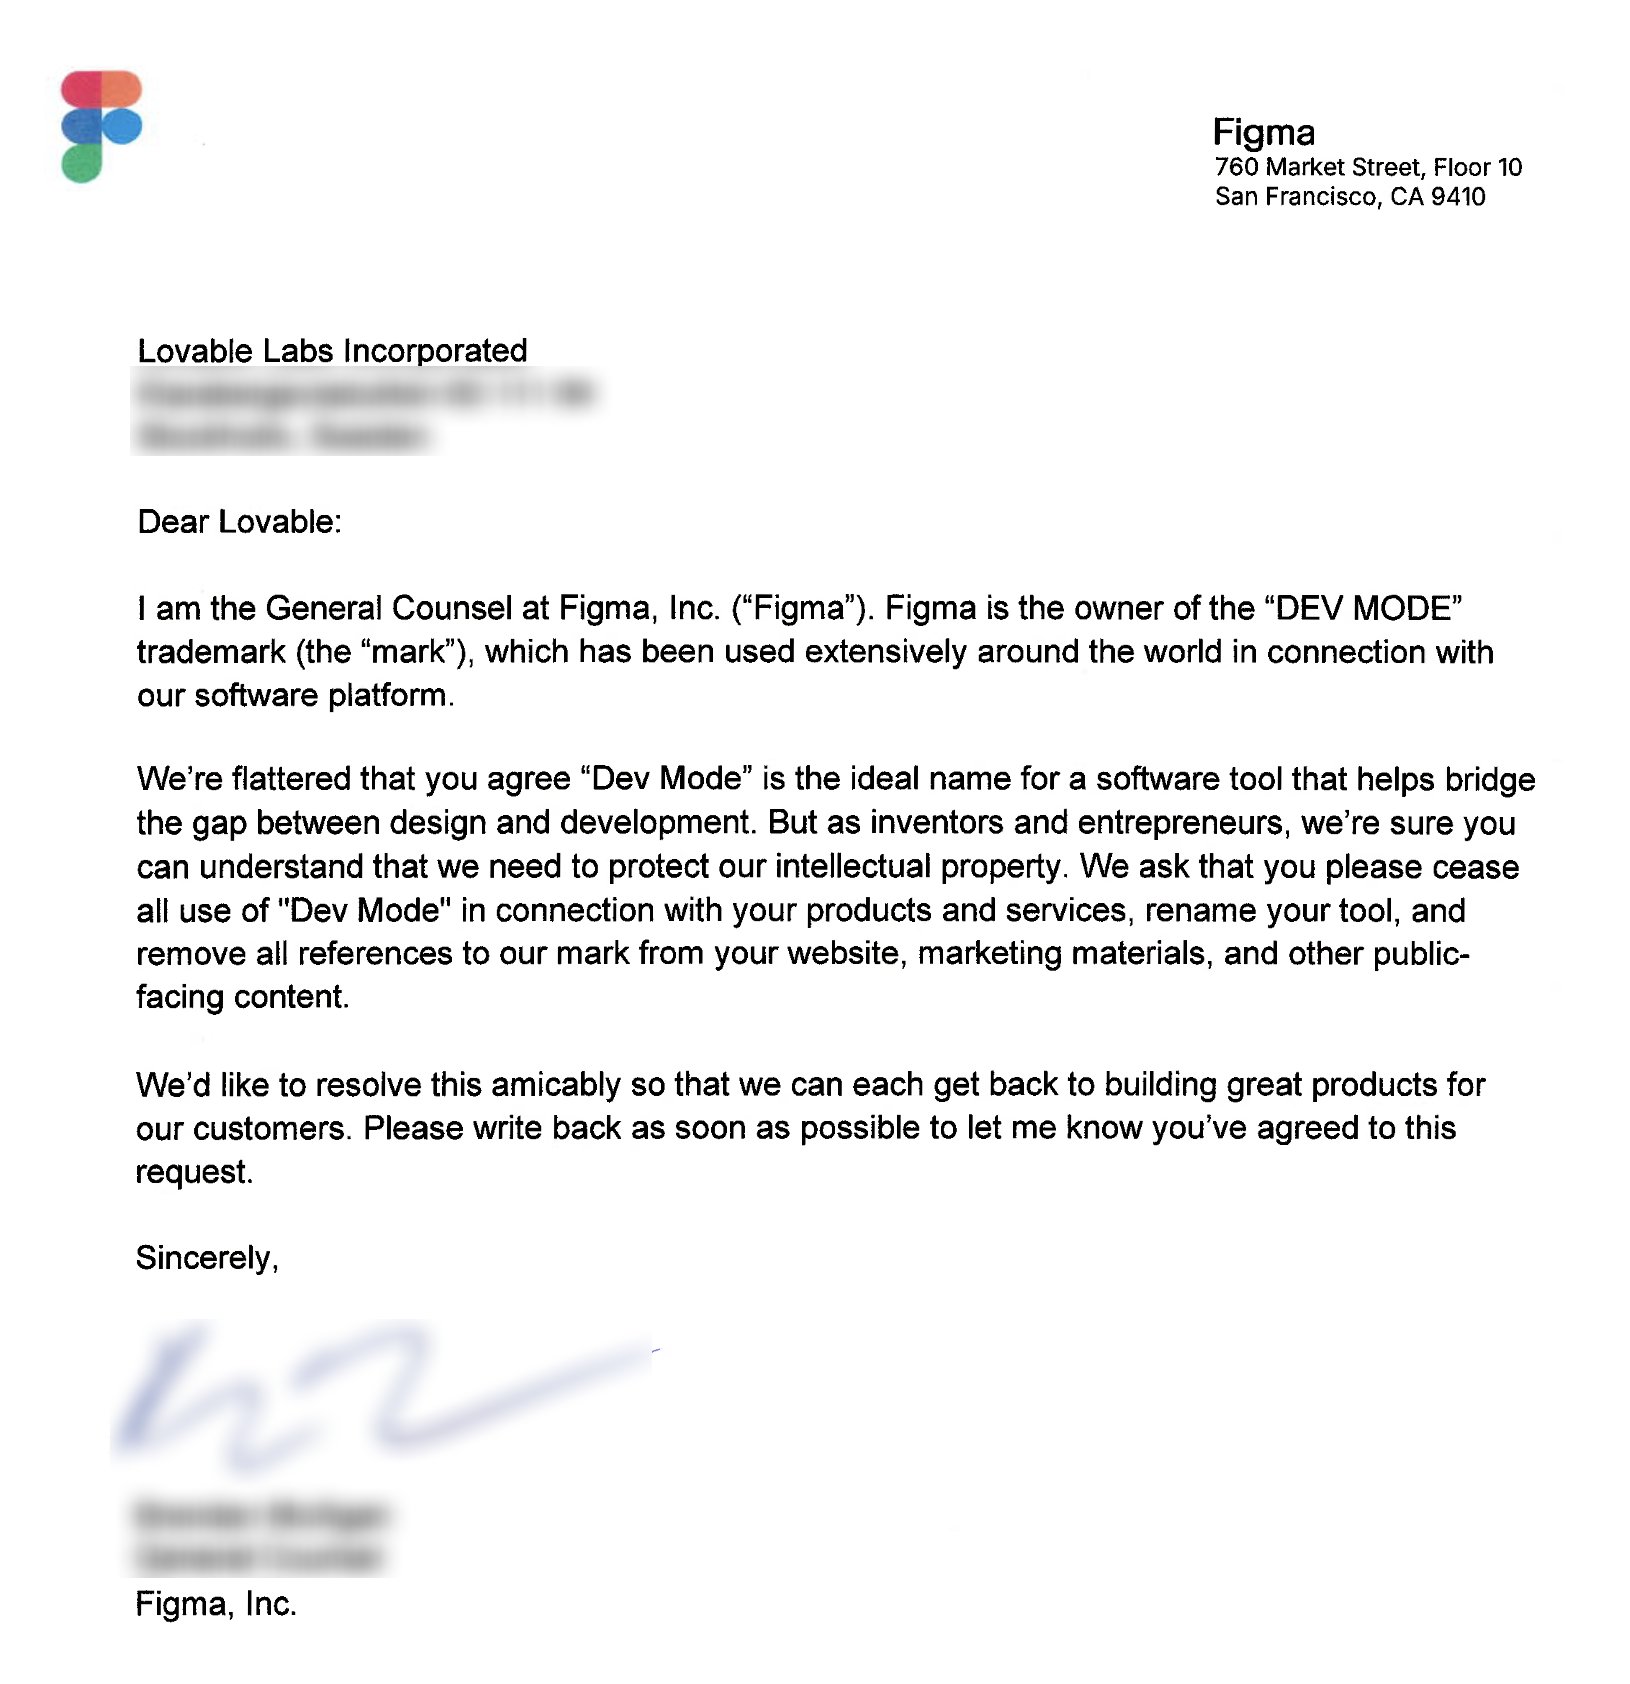 Figma
760 Market Street, Floor 10
San Francisco, CA 9410
Lovable Labs Incorporated
Dear Lovable:
I am the General Counsel at Figma, Inc. (“Figma”). Figma is the owner of the “DEV MODE”
trademark (the “mark”), which has been used extensively around the world in connection with
our software platform.
We’re flattered that you agree “Dev Mode” is the ideal name for a software tool that helps bridge
the gap between design and development. But as inventors and entrepreneurs, we’re sure you
can understand that we need to protect our intellectual property. We ask that you please cease
all use of "Dev Mode" in connection with your products and services, rename your tool, and
remove all references to our mark from your website, marketing materials, and other public-
facing content.
We’d like to resolve this amicably so that we can each get back to building great products for
our customers. Please write back as soon as possible to let me know you’ve agreed to this
request.
Sincerely,
Figma, Inc.